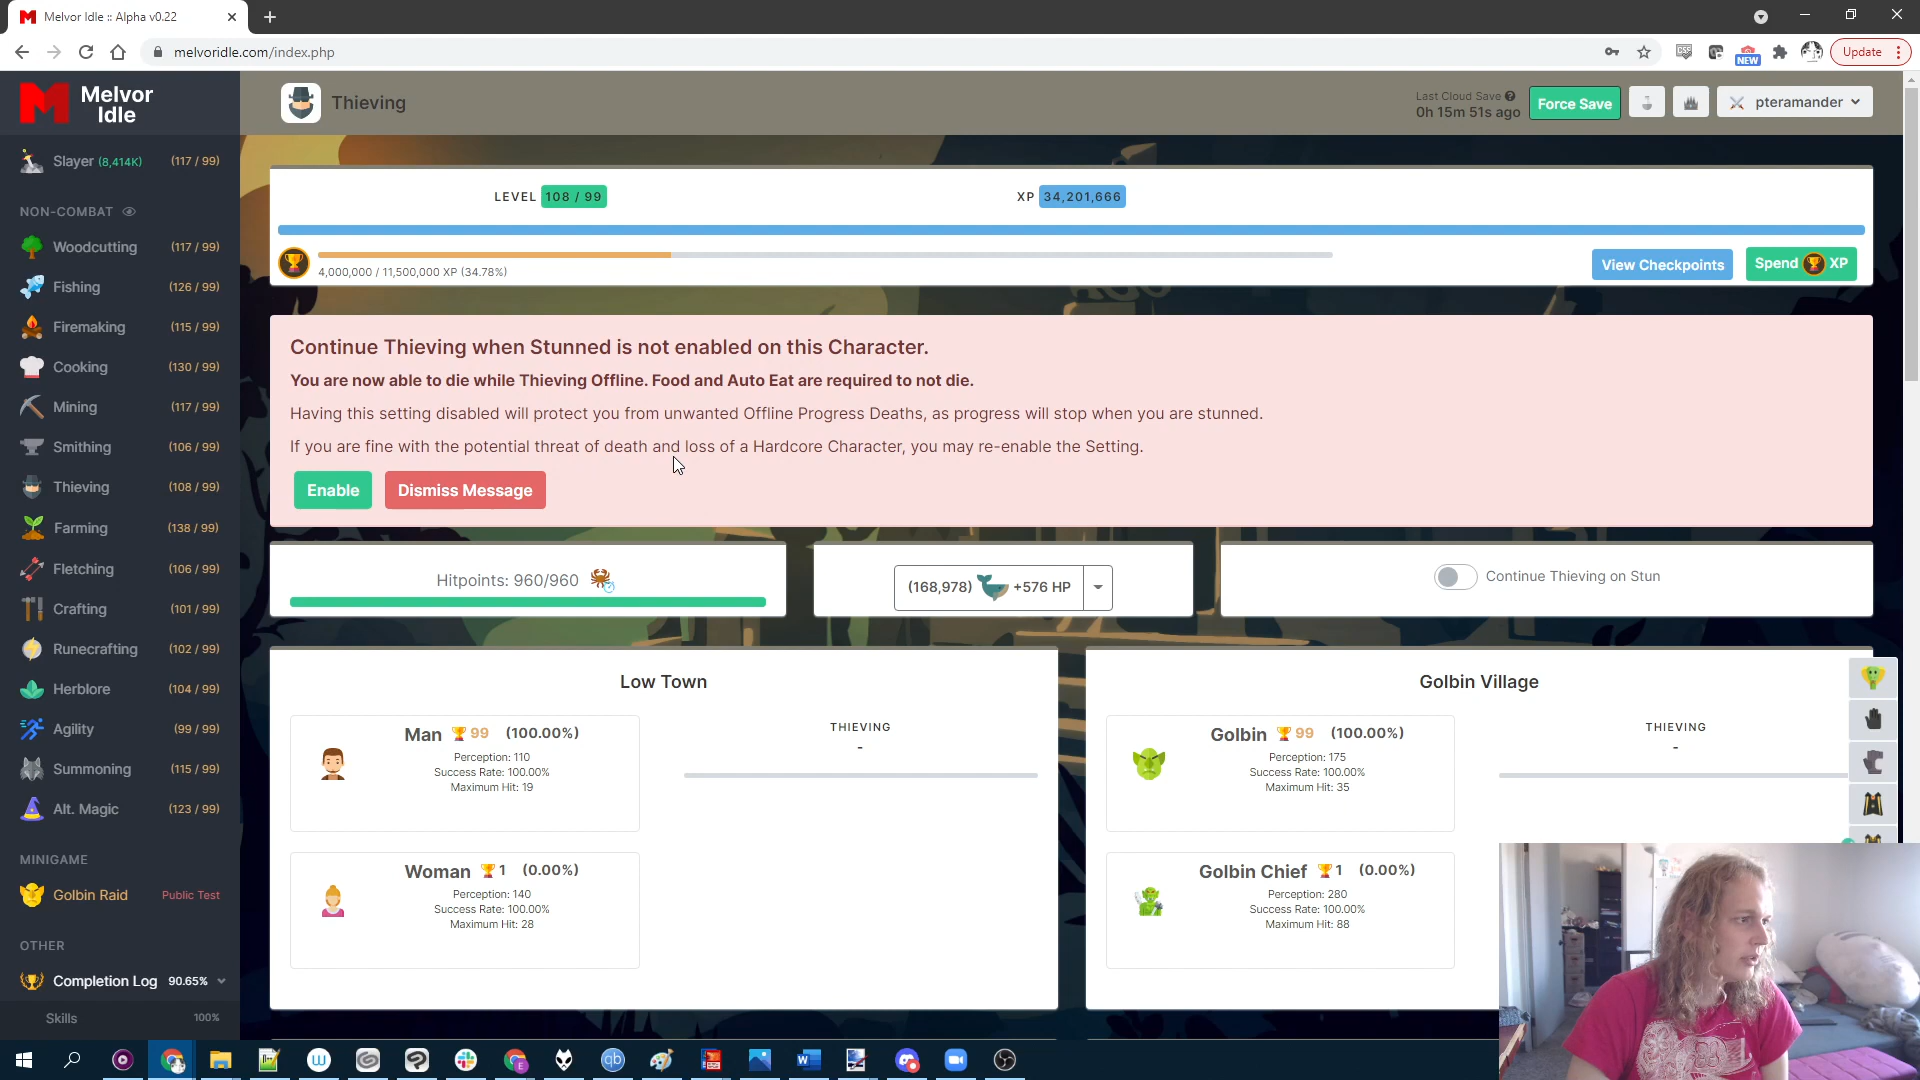 Melvor Idle :: Alpha v0.22
melvoridle.com/index.php
NEW
Update
Melvor
Idle
Thieving
Last Cloud Save
0h 15m 51s ago
Force Save
pteramander
Slayer (8,414K) (117 / 99)
NON-COMBAT
Woodcutting (117 / 99)
Fishing (126 / 99)
Firemaking (115 / 99)
Cooking (130 / 99)
Mining (117 / 99)
Smithing (106 / 99)
Thieving (108 / 99)
Farming (138 / 99)
Fletching (106 / 99)
Crafting (101 / 99)
Runecrafting (102 / 99)
Herblore (104 / 99)
Agility (99 / 99)
Summoning (115 / 99)
Alt. Magic (123 / 99)
MINIGAME
Golbin Raid Public Test
OTHER
Completion Log 90.65%
Skills 100%
LEVEL 108 / 99
XP 34,201,666
4,000,000 / 11,500,000 XP (34.78%)
View Checkpoints
Spend XP
Continue Thieving when Stunned is not enabled on this Character.
You are now able to die while Thieving Offline. Food and Auto Eat are required to not die.
Having this setting disabled will protect you from unwanted Offline Progress Deaths, as progress will stop when you are stunned.
If you are fine with the potential threat of death and loss of a Hardcore Character, you may re-enable the Setting.
Enable
Dismiss Message
Hitpoints: 960/960
(168,978) +576 HP
Continue Thieving on Stun
Low Town
Man 99 (100.00%)
Perception: 110
Success Rate: 100.00%
Maximum Hit: 19
THIEVING
-
Woman 1 (0.00%)
Perception: 140
Success Rate: 100.00%
Maximum Hit: 28
Golbin Village
Golbin 99 (100.00%)
Perception: 175
Success Rate: 100.00%
Maximum Hit: 35
THIEVING
-
Golbin Chief 1 (0.00%)
Perception: 280
Success Rate: 100.00%
Maximum Hit: 88